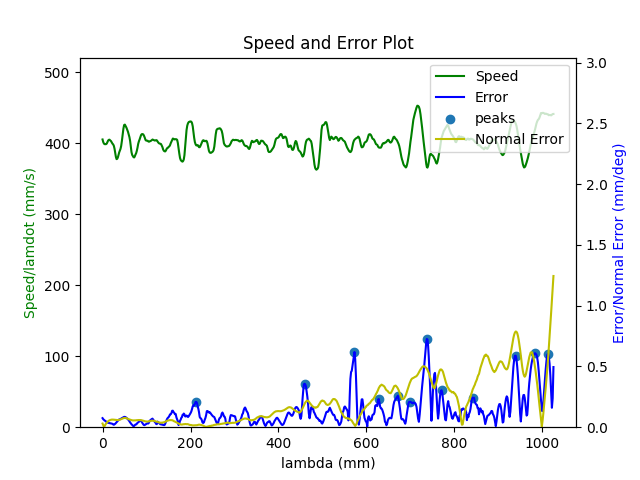 Speed and Error Plot
Speed
Error
peaks
Normal Error
Speed/lamdot (mm/s)
500
400
300
200
100
0
Error/Normal Error (mm/deg)
3.0
2.5
2.0
1.5
1.0
0.5
0.0
0 200 400 600 800 1000
lambda (mm)